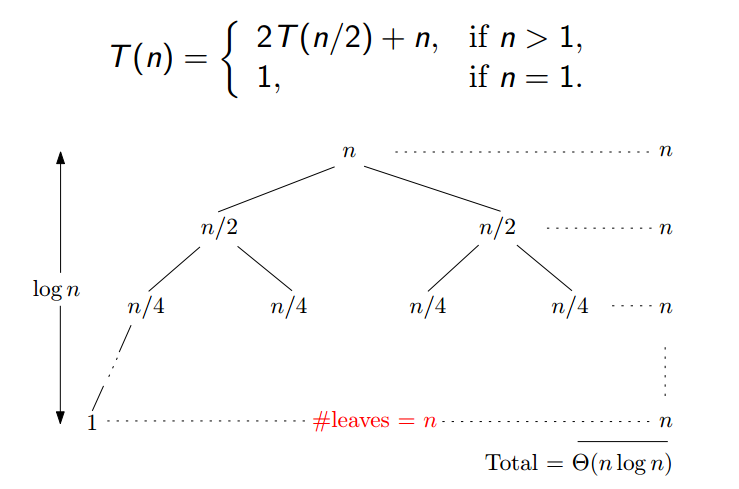 T(n) = { 2T(n/2) + n, if n > 1,
1, if n = 1.
n n
n/2 n/2 n
log n
n/4 n/4 n/4 n/4 n
1 #leaves = n n
Total = Θ(n log n)